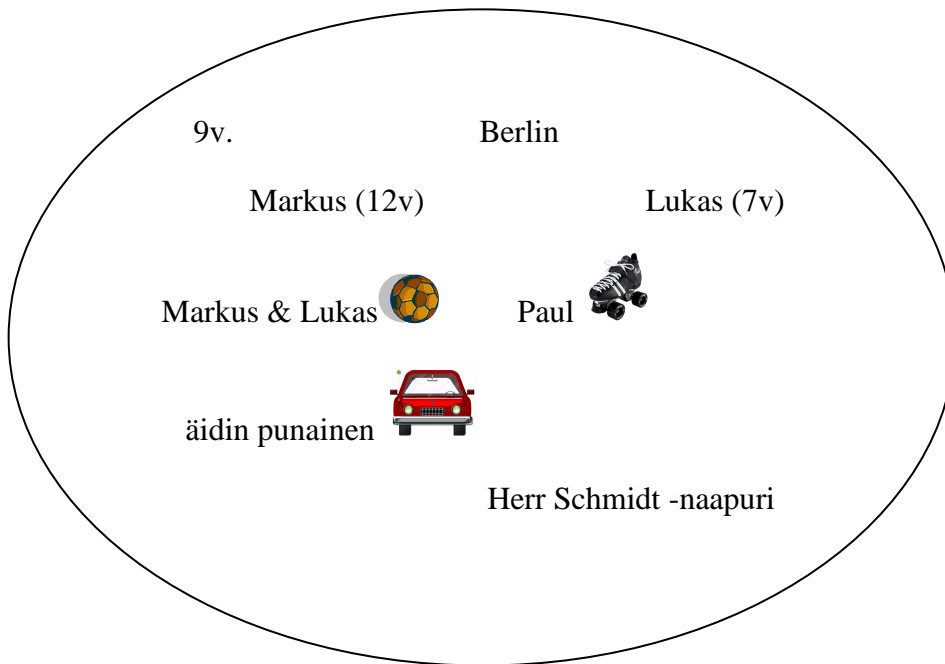 9v. Berlin
Markus (12v) Lukas (7v)
Markus & Lukas Paul
äidin punainen
Herr Schmidt -naapuri